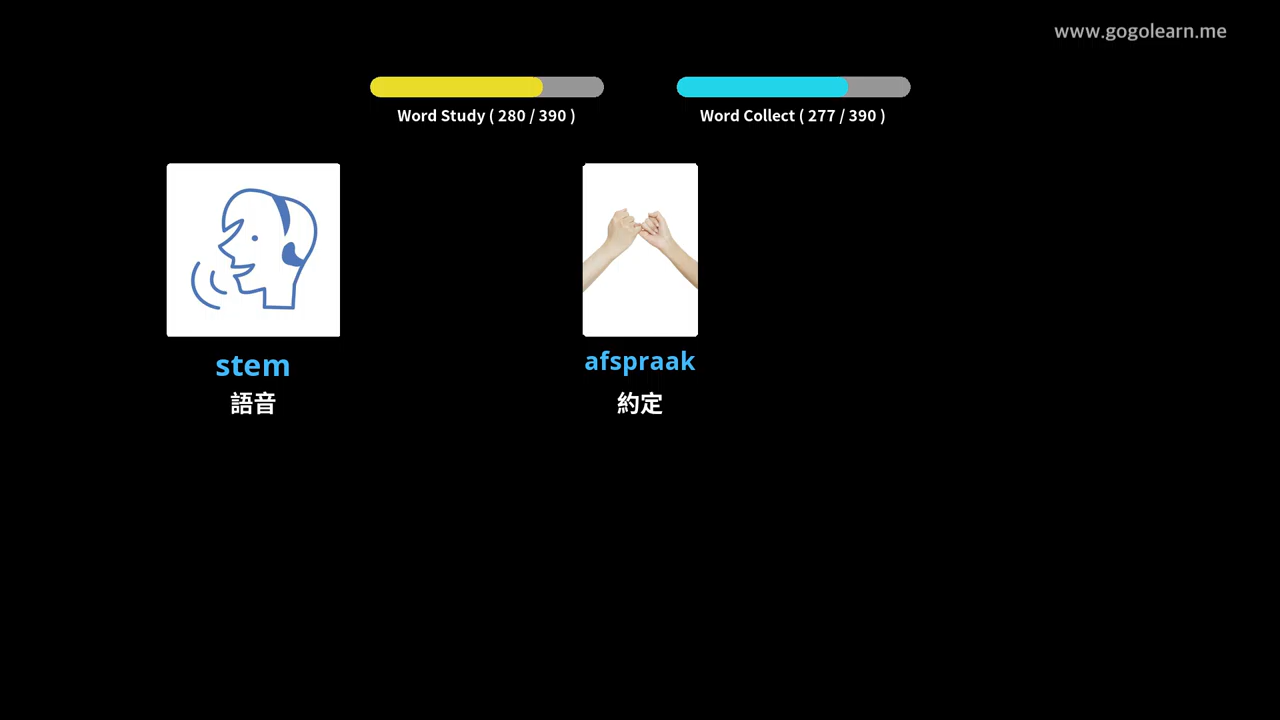 www.gogolearn.me
Word Study ( 280 / 390 )
Word Collect ( 277 / 390 )
stem
語音
afspraak
約定